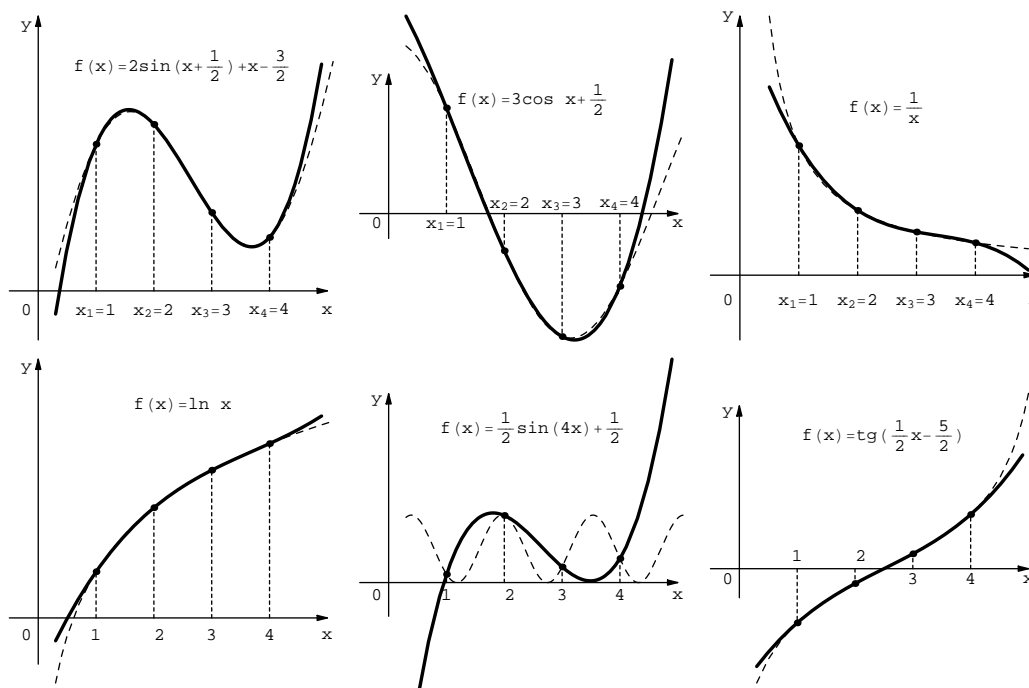 y
f(x)=2sin(x+1/2)+x-3/2
0
x₁=1 x₂=2 x₃=3 x₄=4 x
y
f(x)=3cos x+1/2
x₂=2 x₃=3 x₄=4
0
x₁=1
x
y
f(x)=1/x
0
x₁=1 x₂=2 x₃=3 x₄=4
y
f(x)=ln x
0 1 2 3 4 x
y
f(x)=1/2sin(4x)+1/2
0 1 2 3 4 x
y
f(x)=tg(1/2x-5/2)
1 2
0 3 4 x